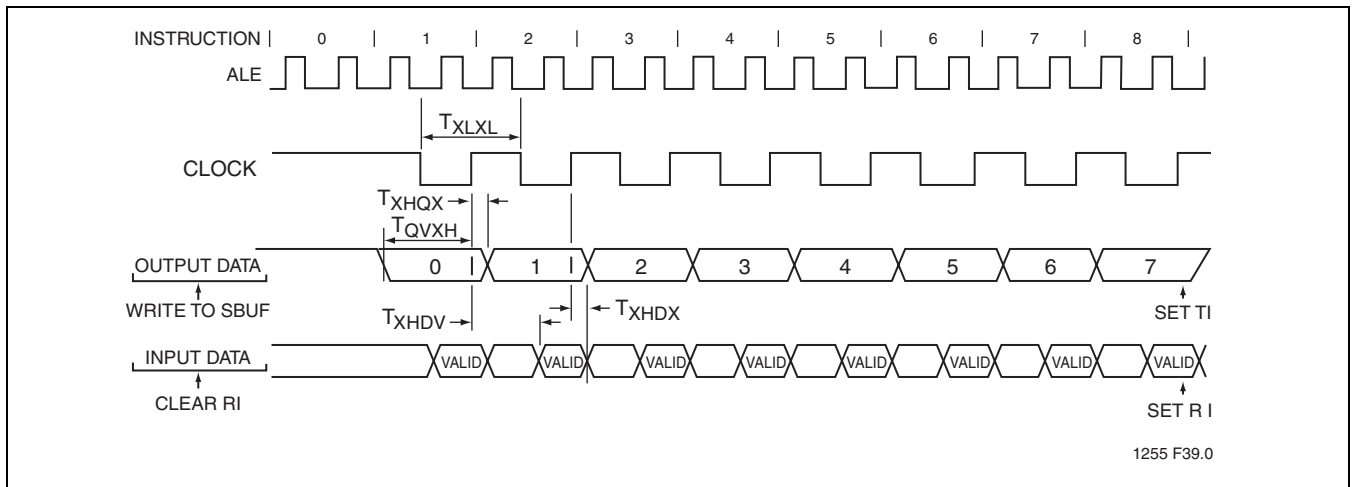 INSTRUCTION | 0 | 1 | 2 | 3 | 4 | 5 | 6 | 7 | 8 |
ALE
TXLXL
CLOCK
TXHQX
TQVXH
OUTPUT DATA 0 1 2 3 4 5 6 7
WRITE TO SBUF
SET TI
TXHDV
TXHDX
INPUT DATA VALID VALID VALID VALID VALID VALID VALID VALID
CLEAR RI
SET R I
1255 F39.0